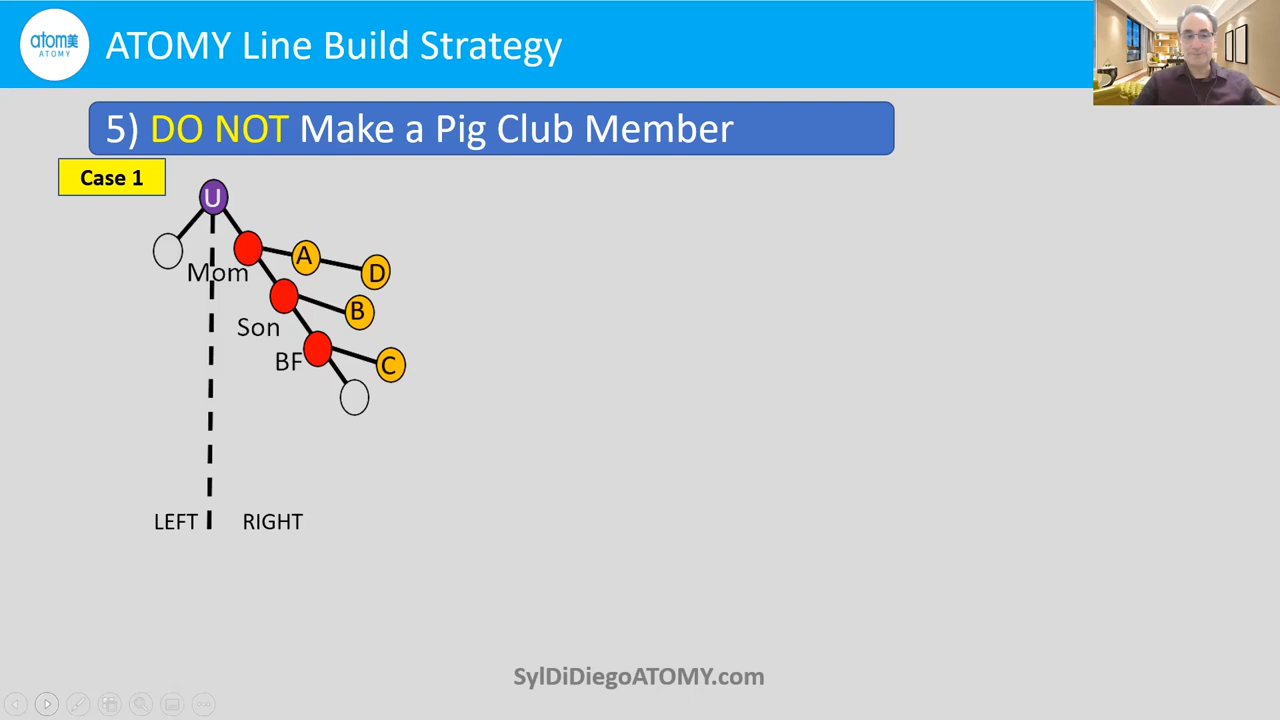 atom美
ATOMY
ATOMY Line Build Strategy
5) DO NOT Make a Pig Club Member
Case 1
U
A
D
Mom
B
Son
BF
C
LEFT
RIGHT
SylDiDiegoATOMY.com